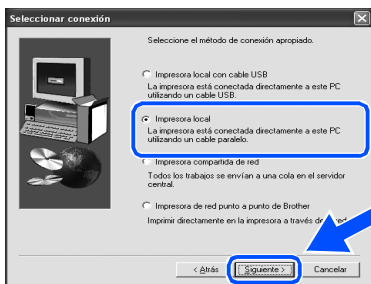 Seleccionar conexión
Seleccione el método de conexión apropiado.
Impresora local con cable USB
La impresora está conectada directamente a este PC
utilizando un cable USB.
Impresora local
La impresora está conectada directamente a este PC
utilizando un cable paralelo.
Impresora compartida de red
Todos los trabajos se envían a una cola en el servidor
central.
Impresora de red punto a punto de Brother
Imprimir directamente en la impresora a través de red
< Atrás
Siguiente >
Cancelar